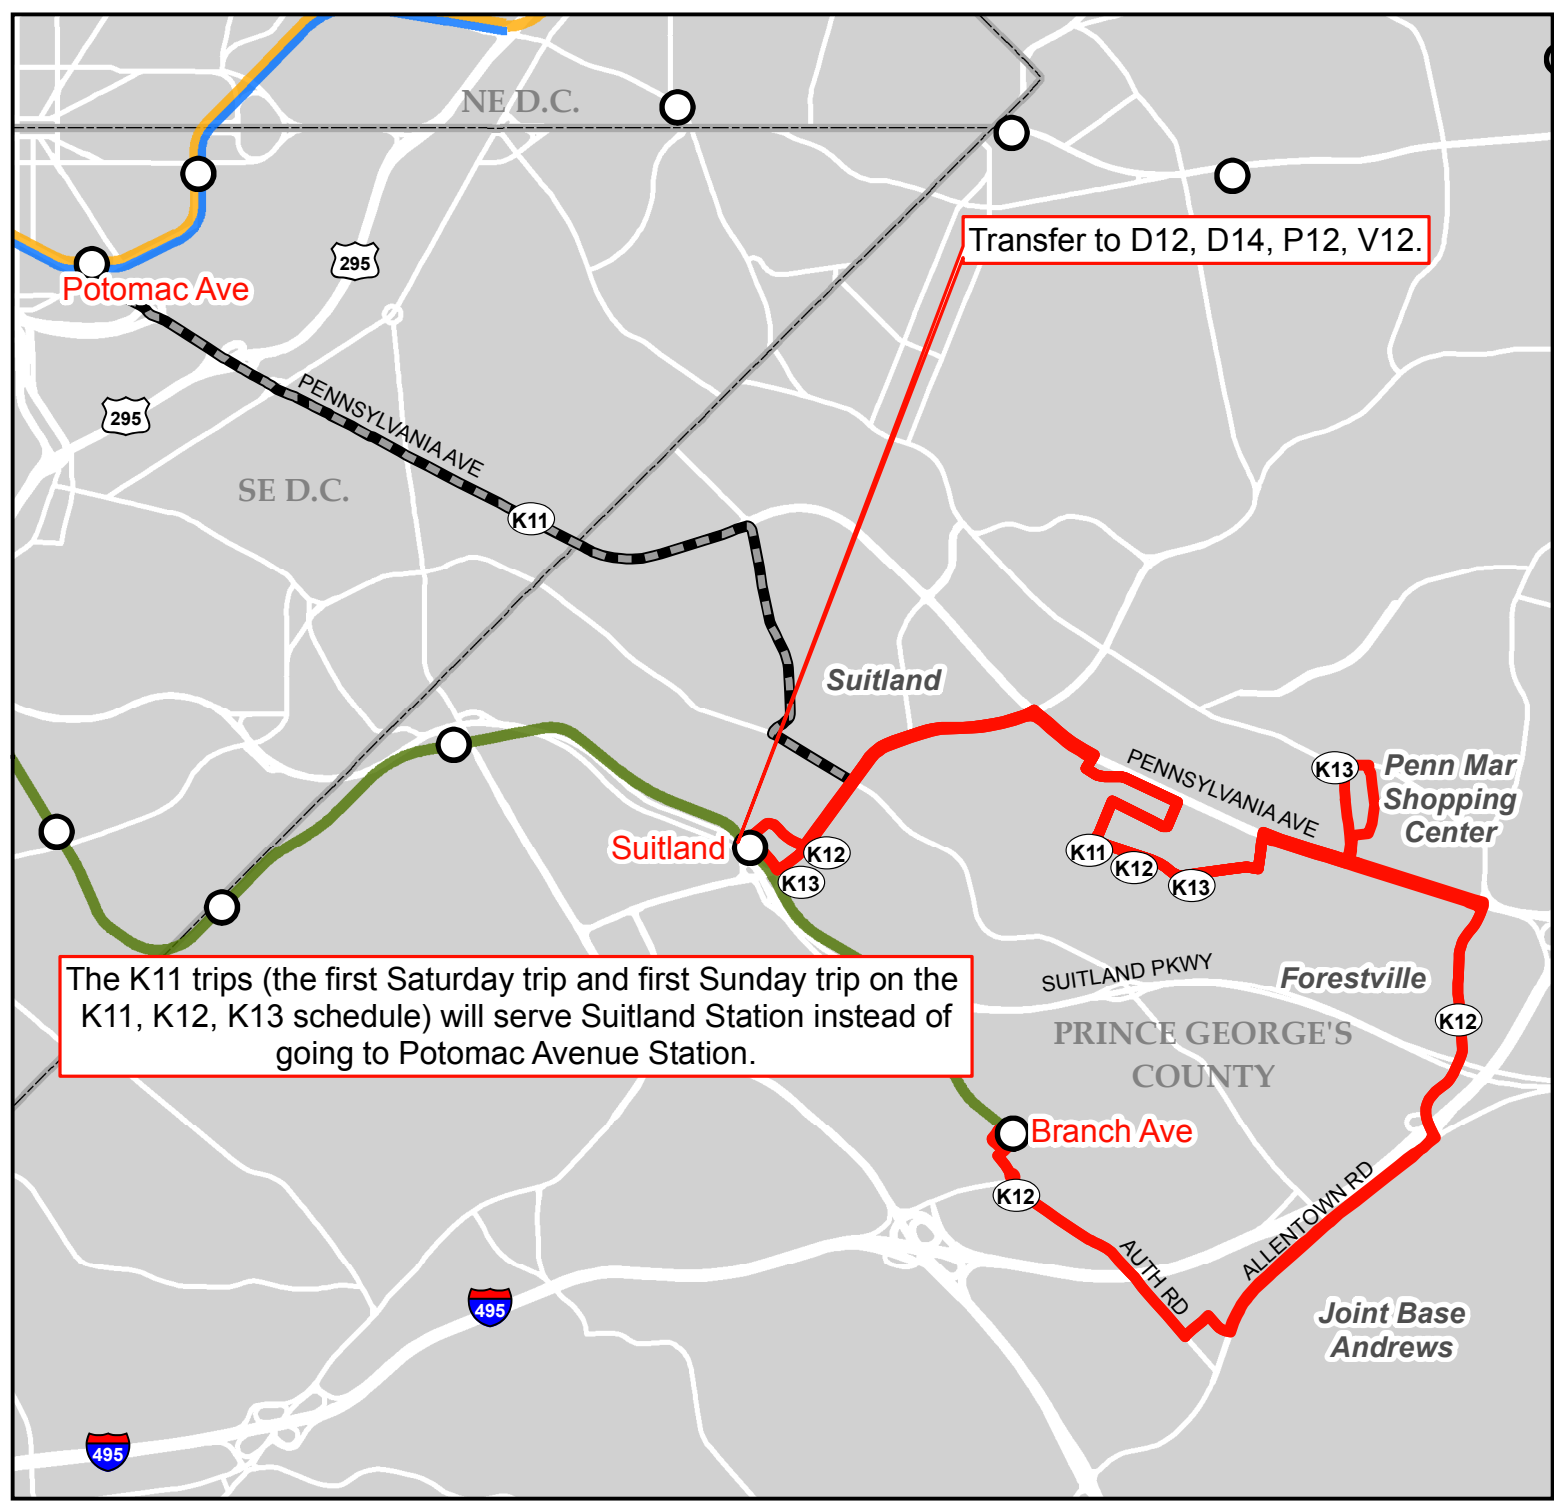 NE D.C.
Transfer to D12, D14, P12, V12.
295
Potomac Ave
295
PENNSYLVANIA AVE
SE D.C.
K11
Suitland
PENNSYLVANIA AVE
K13
Penn Mar
Shopping
Center
Suitland
K12
K13
K11
K12
K13
The K11 trips (the first Saturday trip and first Sunday trip on the
K11, K12, K13 schedule) will serve Suitland Station instead of
going to Potomac Avenue Station.
SUITLAND PKWY
Forestville
K12
PRINCE GEORGE'S
COUNTY
Branch Ave
K12
ALLENTOWN RD
AUTH RD
495
Joint Base
Andrews
495